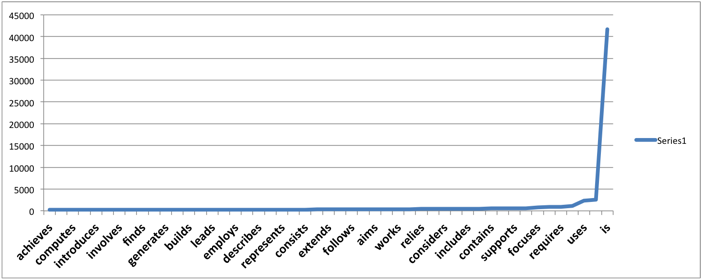 45000
40000
35000
30000
25000
20000
15000
10000
5000
0
Series1
achieves
computes
introduces
involves
finds
generates
builds
leads
employs
describes
represents
consists
extends
follows
aims
works
relies
considers
includes
contains
supports
focuses
requires
uses
is